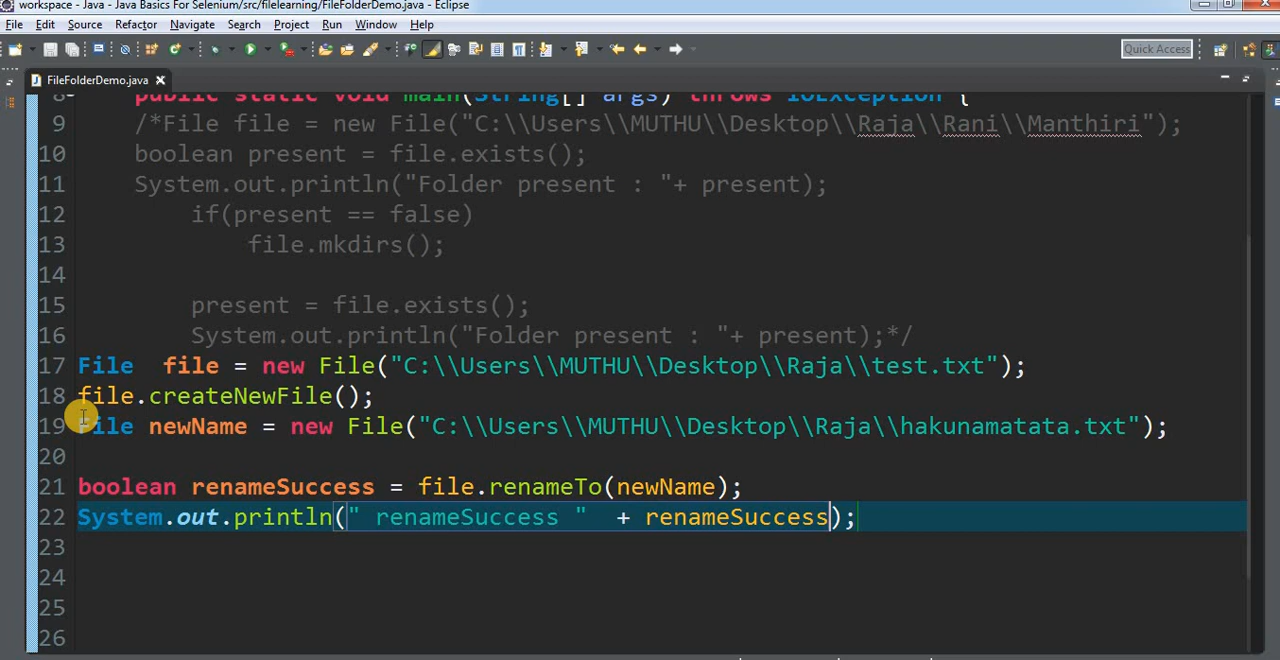 workspace - Java - Java Basics For Selenium/src/filelearning/FileFolderDemo.java - Eclipse
File Edit Source Refactor Navigate Search Project Run Window Help
Quick Access
FileFolderDemo.java
8 public static void main(String[] args) throws IOException {
9 /*File file = new File("C:\\Users\\MUTHU\\Desktop\\Raja\\Rani\\Manthiri");
10 boolean present = file.exists();
11 System.out.println("Folder present : "+ present);
12 if(present == false)
13 file.mkdirs();
14
15 present = file.exists();
16 System.out.println("Folder present : "+ present);*/
17 File file = new File("C:\\Users\\MUTHU\\Desktop\\Raja\\test.txt");
18 file.createNewFile();
19 File newName = new File("C:\\Users\\MUTHU\\Desktop\\Raja\\hakunamatata.txt");
20
21 boolean renameSuccess = file.renameTo(newName);
22 System.out.println(" renameSuccess " + renameSuccess);
23
24
25
26